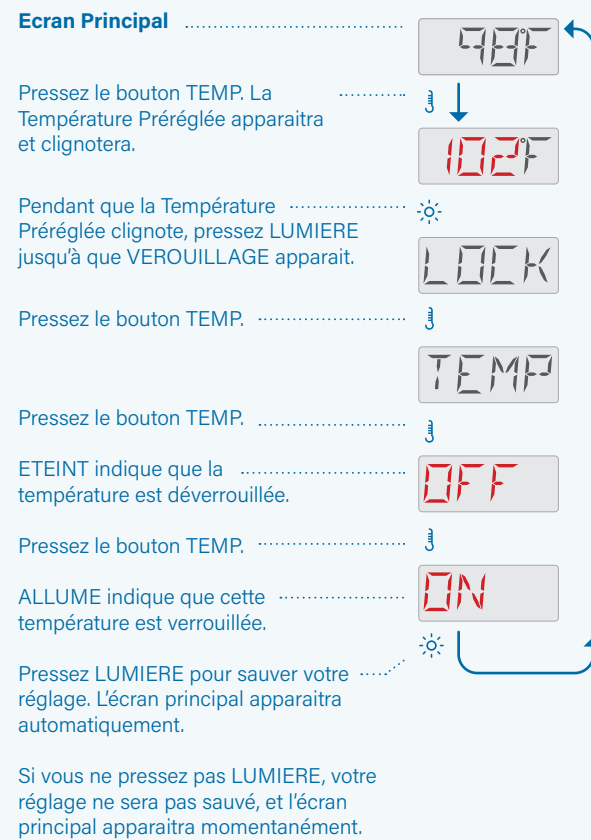 Ecran Principal
98°F
Pressez le bouton TEMP. La
Température Préréglée apparaitra
et clignotera.
102°F
Pendant que la Température
Préréglée clignote, pressez LUMIERE
jusqu'à que VEROUILLAGE apparait.
LOCK
Pressez le bouton TEMP.
TEMP
Pressez le bouton TEMP.
ETEINT indique que la
température est déverrouillée.
OFF
Pressez le bouton TEMP.
ALLUME indique que cette
température est verrouillée.
ON
Pressez LUMIERE pour sauver votre
réglage. L'écran principal apparaitra
automatiquement.
Si vous ne pressez pas LUMIERE, votre
réglage ne sera pas sauvé, et l'écran
principal apparaitra momentanément.